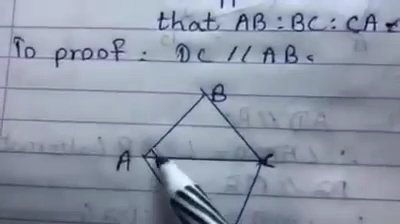 that AB = BC = CA
To proof : DC // AB.
B
A
C